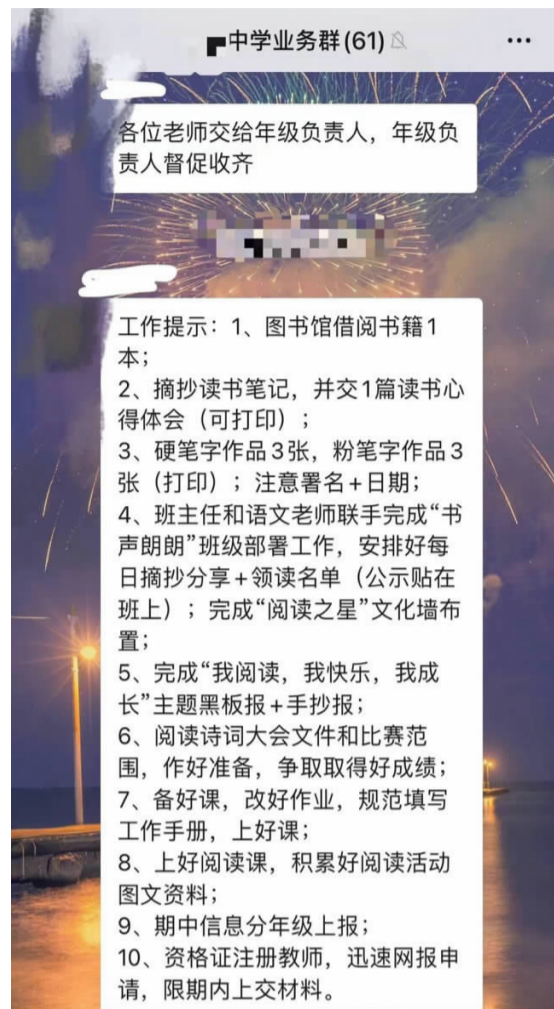 中学业务群(61)
各位老师交给年级负责人，年级负
责人督促收齐
工作提示：1、图书馆借阅书籍1
本；
2、摘抄读书笔记，并交1篇读书心
得体会（可打印）；
3、硬笔字作品3张，粉笔字作品3
张（打印）；注意署名+日期；
4、班主任和语文老师联手完成“书
声朗朗”班级部署工作，安排好每
日摘抄分享+领读名单（公示贴在
班上）；完成“阅读之星”文化墙布
置；
5、完成“我阅读，我快乐，我成
长”主题黑板报+手抄报；
6、阅读诗词大会文件和比赛范
围，作好准备，争取取得好成绩；
7、备好课，改好作业，规范填写
工作手册，上好课；
8、上好阅读课，积累好阅读活动
图文资料；
9、期中信息分年级上报；
10、资格证注册教师，迅速网报申
请，限期内上交材料。